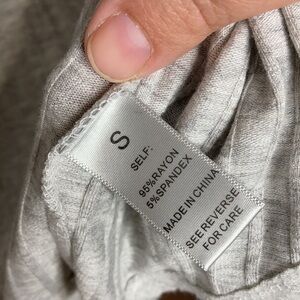 S
SELF:
95%RAYON
5%SPANDEX
MADE IN CHINA
SEE REVERSE
FOR CARE